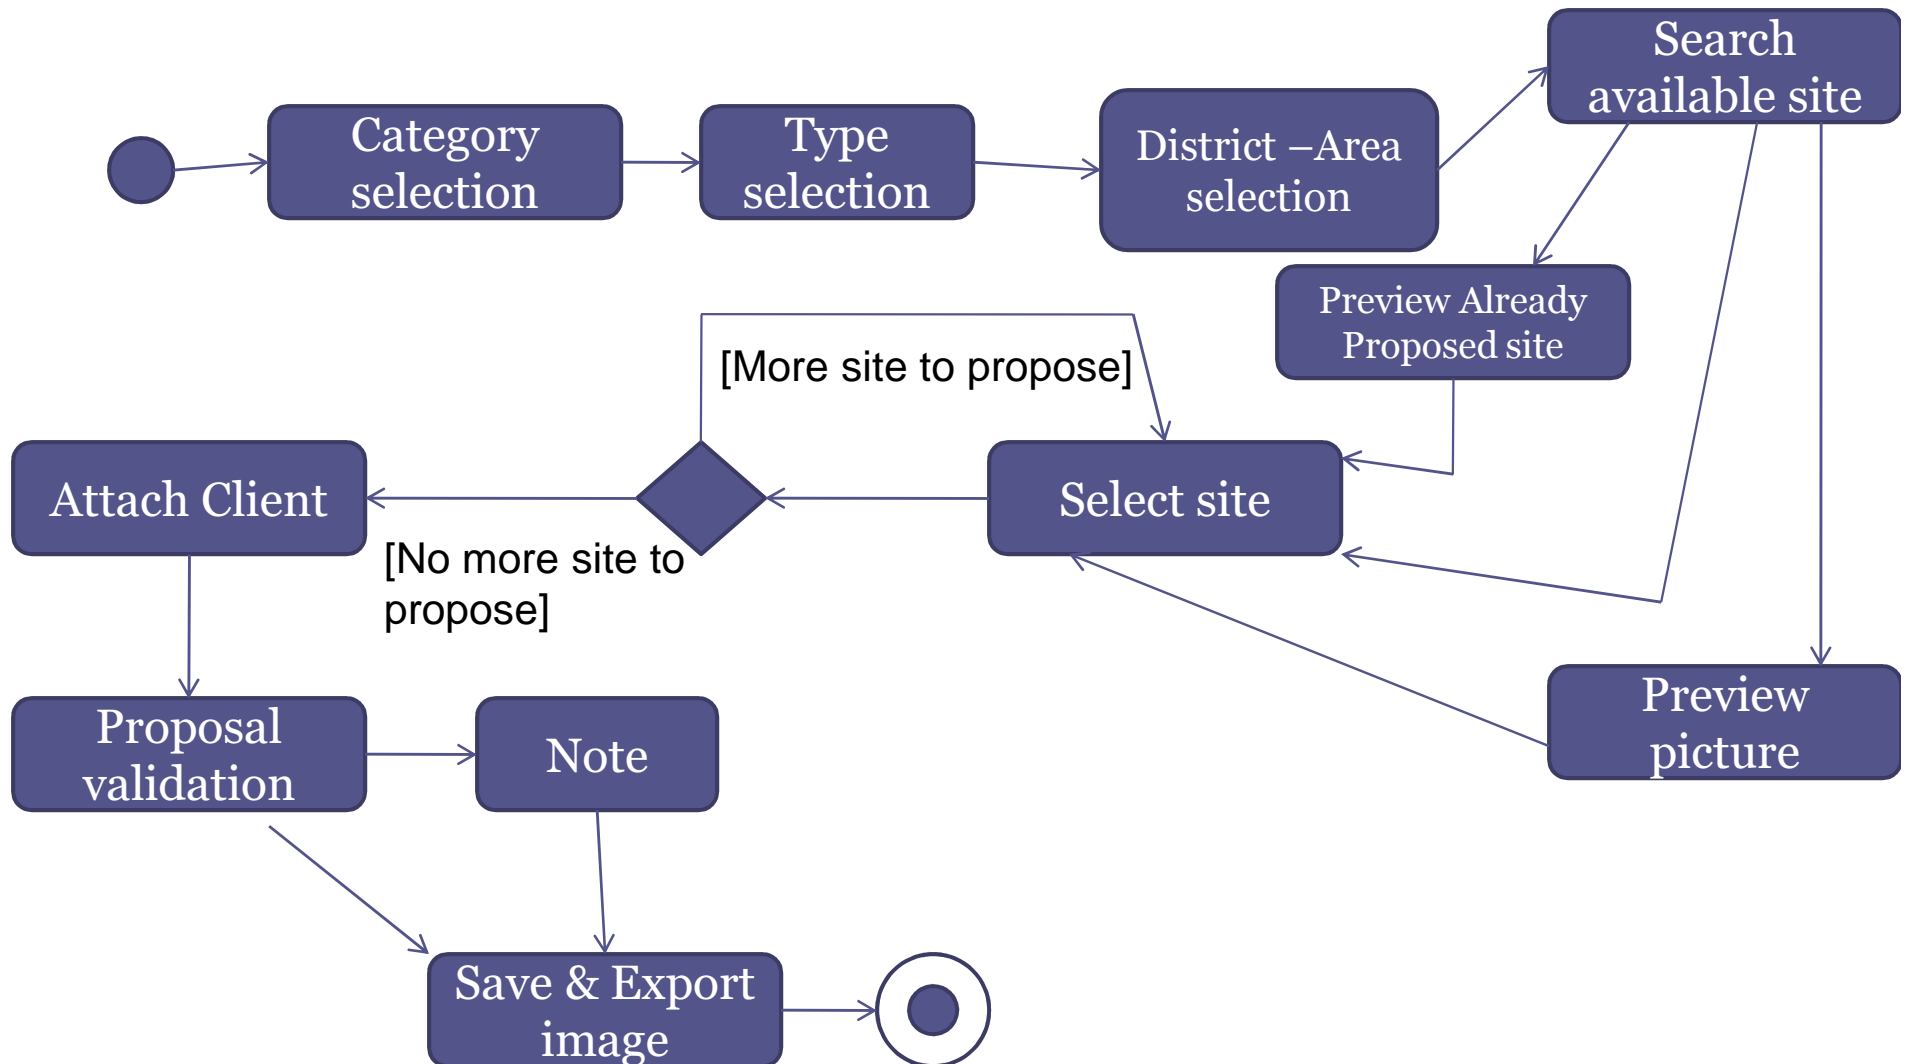 Search
available site
Category
selection
Type
selection
District –Area
selection
Preview Already
Proposed site
[More site to propose]
Attach Client
Select site
[No more site to
propose]
Proposal
validation
Note
Preview
picture
Save & Export
image